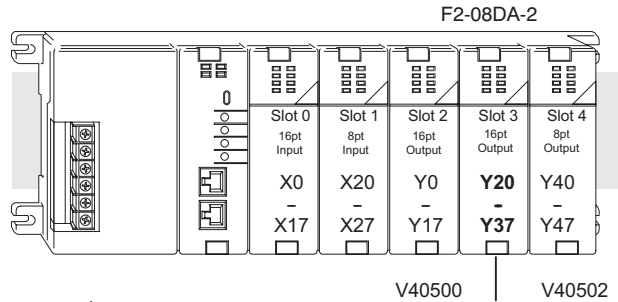 F2-08DA-2
Slot 0 Slot 1 Slot 2 Slot 3 Slot 4
16pt 8pt 16pt 16pt 8pt
Input Input Output Output Output
X0 X20 Y0 Y20 Y40
- - - - -
X17 X27 Y17 Y37 Y47
V40500 V40502